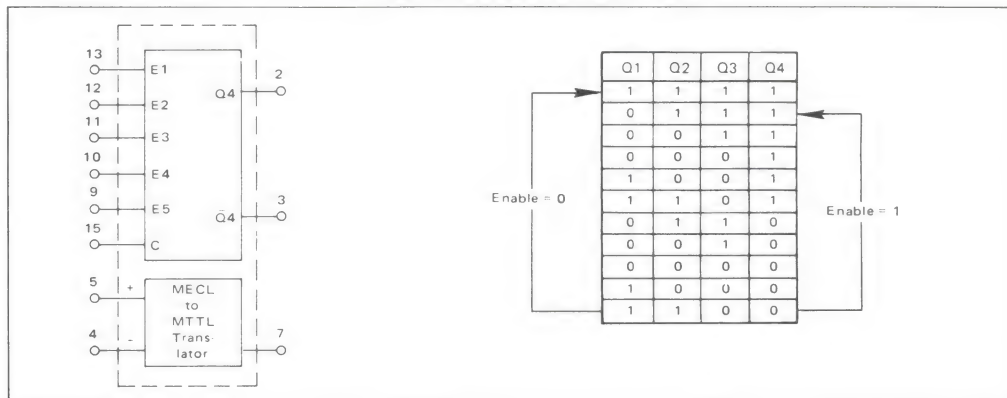 13
E1
12
E2
11
E3
10
E4
9
E5
15
C
Q4
2
Q̄4
3
5
+
4
-
MECL
to
MTTL
Trans-
lator
7
Q1 Q2 Q3 Q4
1 1 1 1
0 1 1 1
0 0 1 1
0 0 0 1
1 0 0 1
1 1 0 1
0 1 1 0
0 0 1 0
0 0 0 0
1 0 0 0
1 1 0 0
Enable = 0
Enable = 1